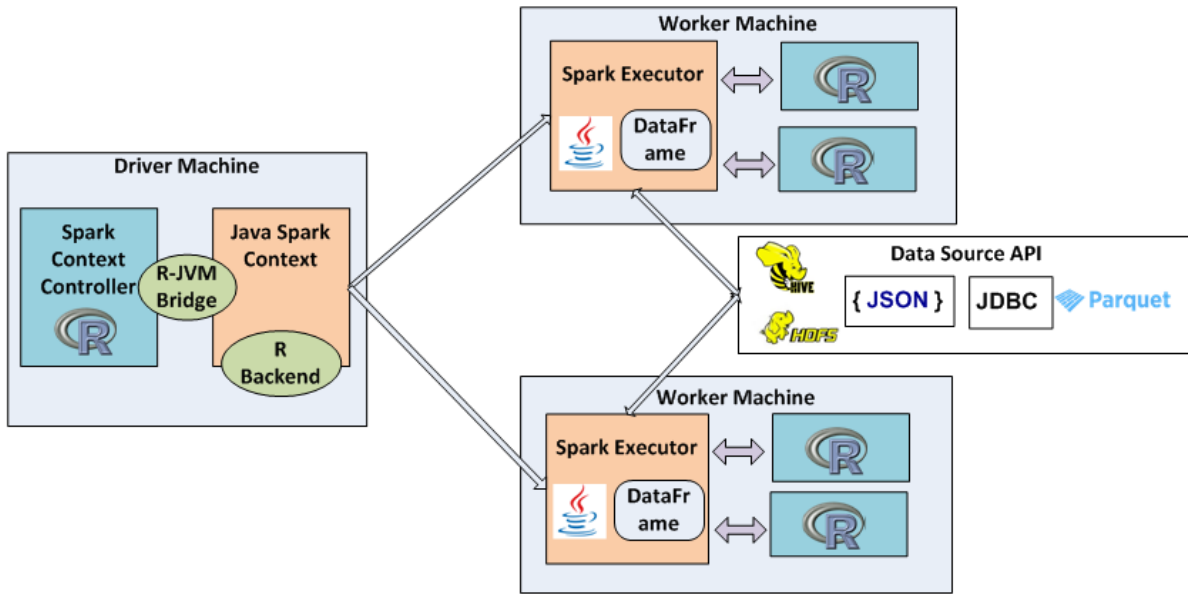 Driver Machine
Spark
Context
Controller
R
R-JVM
Bridge
Java Spark
Context
R
Backend
Worker Machine
Spark Executor
DataFr
ame
R
R
Data Source API
HIVE
HDFS
{ JSON }
JDBC
Parquet
Worker Machine
Spark Executor
DataFr
ame
R
R